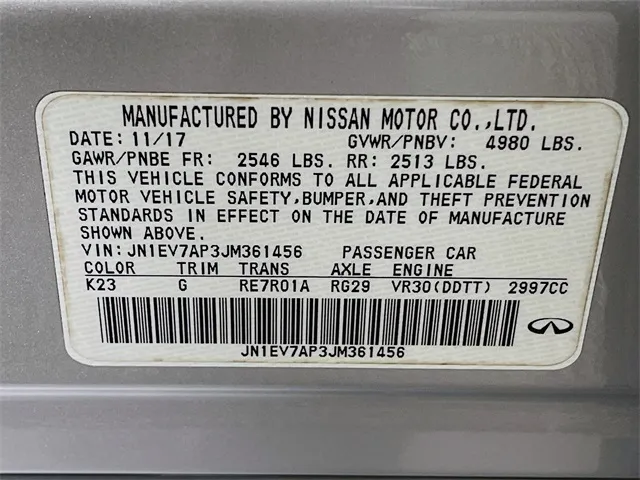 MANUFACTURED BY NISSAN MOTOR CO.,LTD.
DATE: 11/17 GVWR/PNBV: 4980 LBS.
GAWR/PNBE FR: 2546 LBS. RR: 2513 LBS.
THIS VEHICLE CONFORMS TO ALL APPLICABLE FEDERAL
MOTOR VEHICLE SAFETY,BUMPER,AND THEFT PREVENTION
STANDARDS IN EFFECT ON THE DATE OF MANUFACTURE
SHOWN ABOVE.
VIN:JN1EV7AP3JM361456 PASSENGER CAR
COLOR TRIM TRANS AXLE ENGINE
K23 G RE7R01A RG29 VR30(DDTT) 2997CC
JN1EV7AP3JM361456